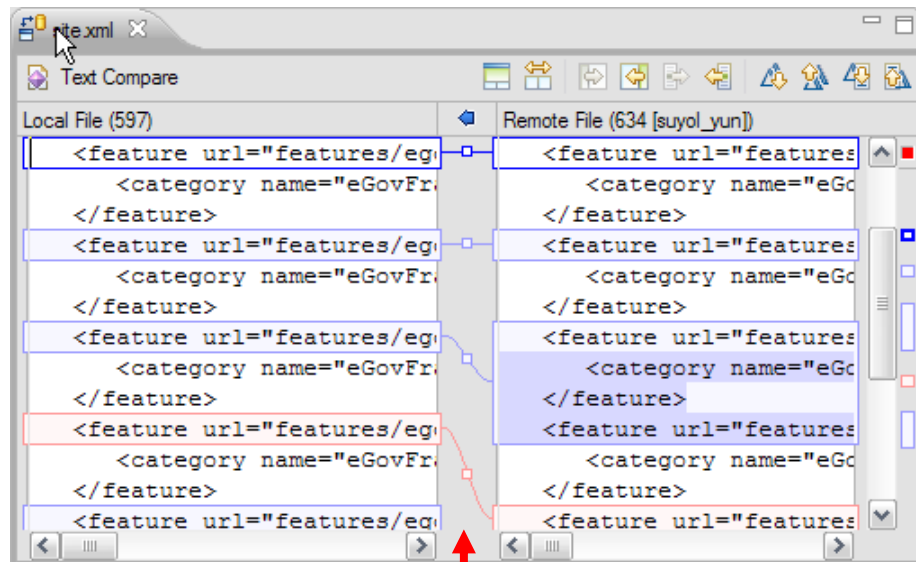 site.xml
Text Compare
Local File (597)
<feature url="features/eg
<category name="eGovFr
</feature>
<feature url="features/eg
<category name="eGovFr
</feature>
<feature url="features/eg
<category name="eGovFr
</feature>
<feature url="features/eg
<category name="eGovFr
</feature>
<feature url="features/eg
Remote File (634 [suyol_yun])
<feature url="features
<category name="eGo
</feature>
<feature url="features
<category name="eGo
</feature>
<feature url="features
<category name="eGo
</feature>
<feature url="features
<category name="eGo
</feature>
<feature url="features